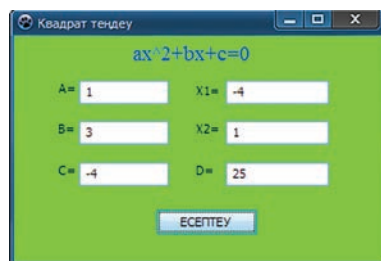 Квадрат теңдеу
ax^2+bx+c=0
A= 1 X1= -4
B= 3 X2= 1
C= -4 D= 25
ЕСЕПТЕУ